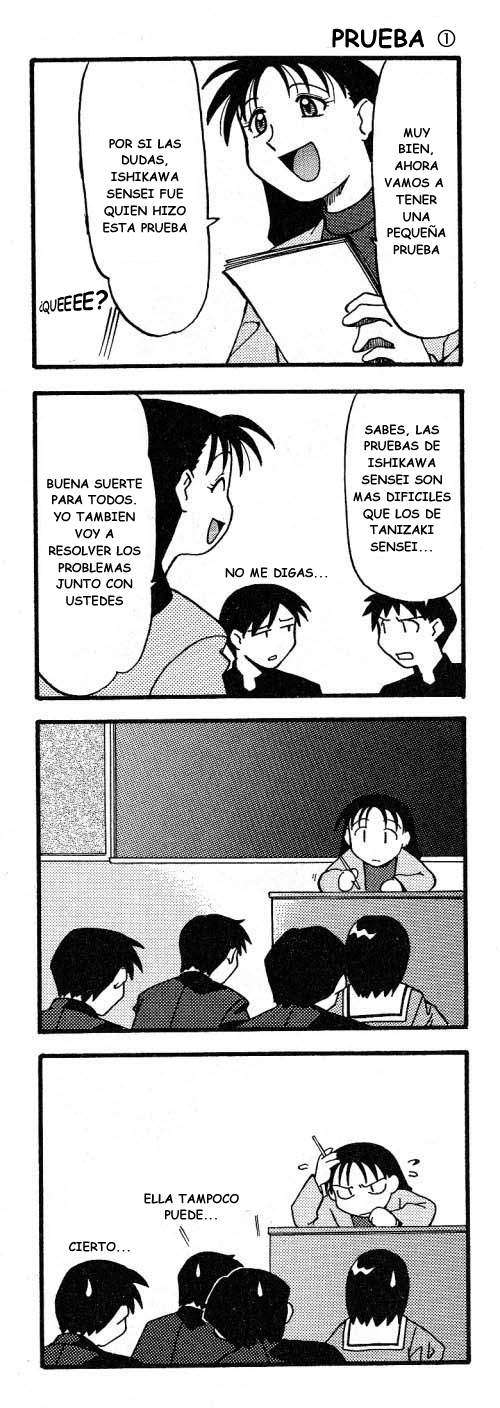 PRUEBA ①
MUY
BIEN,
AHORA
VAMOS A
TENER
UNA
PEQUEÑA
PRUEBA
POR SI LAS
DUDAS,
ISHIKAWA
SENSEI FUE
QUIEN HIZO
ESTA PRUEBA
¿QUEEEE?
SABES, LAS
PRUEBAS DE
ISHIKAWA
SENSEI SON
MAS DIFICILES
QUE LOS DE
TANIZAKI
SENSEI...
NO ME DIGAS...
BUENA SUERTE
PARA TODOS.
YO TAMBIEN
VOY A
RESOLVER LOS
PROBLEMAS
JUNTO CON
USTEDES
ELLA TAMPOCO
PUEDE...
CIERTO...